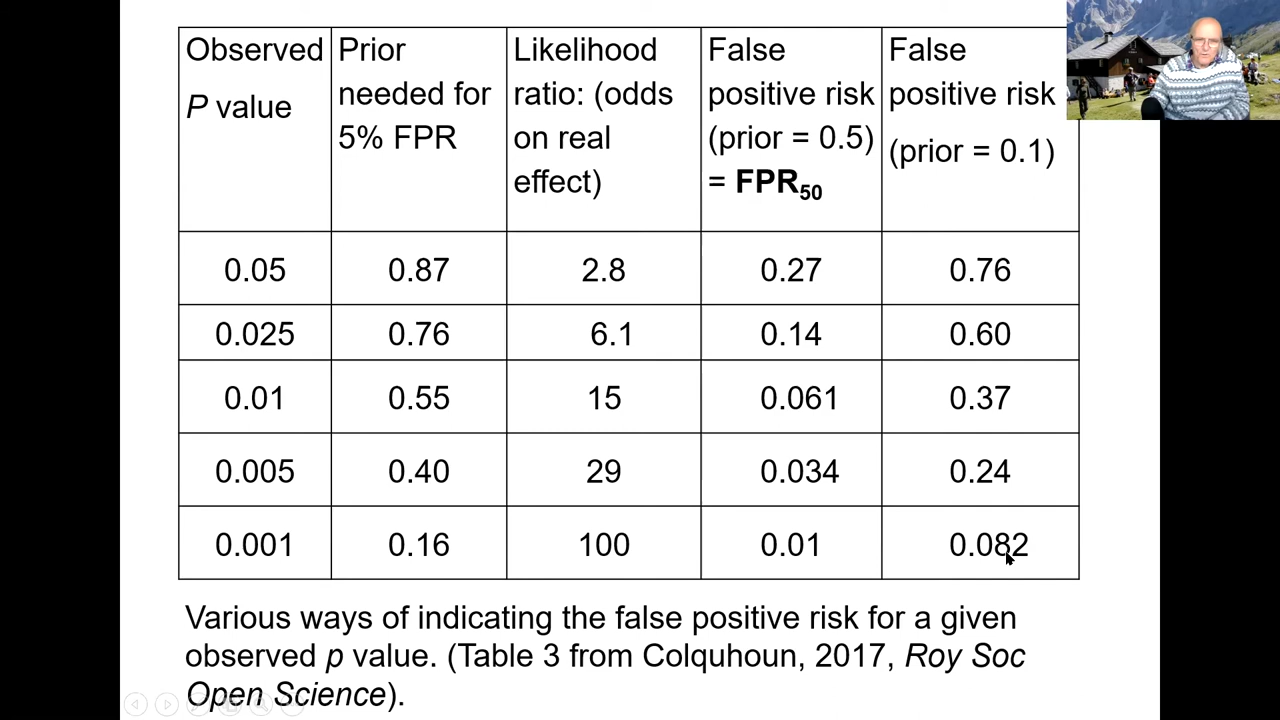 Observed P value
Prior needed for 5% FPR
Likelihood ratio: (odds on real effect)
False positive risk (prior = 0.5) = FPR50
False positive risk (prior = 0.1)
0.05 0.87 2.8 0.27 0.76
0.025 0.76 6.1 0.14 0.60
0.01 0.55 15 0.061 0.37
0.005 0.40 29 0.034 0.24
0.001 0.16 100 0.01 0.082
Various ways of indicating the false positive risk for a given
observed p value. (Table 3 from Colquhoun, 2017, Roy Soc
Open Science).